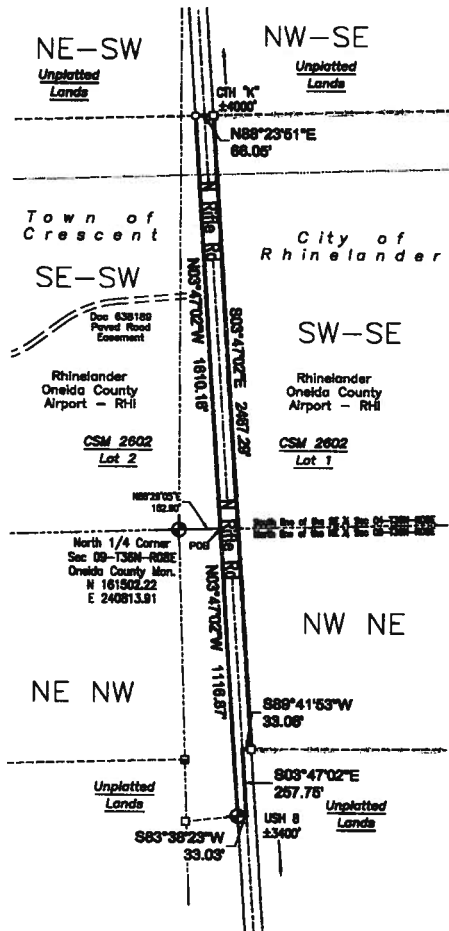 NE-SW
Unplatted
Lands
NW-SE
Unplatted
Lands
CTH "K"
±4000'
N88°23'51"E
66.05'
N Rifle Rd
Town of
Crescent
City of
Rhinelander
SE-SW
Doc 638189
Paved Road
Easement
N03°47'02"W 1610.16'
S03°47'02"E 2487.29'
SW-SE
Rhinelander
Oneida County
Airport - RHI
CSM 2602
Lot 2
Rhinelander
Oneida County
Airport - RHI
CSM 2602
Lot 1
POB
N Rifle Rd
North 1/4 Corner
Sec 09-T36N-R08E
Oneida County Mon.
N 161502.22
E 240813.91
N03°47'02"W 1116.87'
NW NE
NE NW
S89°41'53"W
33.06'
S03°47'02"E
257.75'
Unplatted
Lands
Unplatted
Lands
USH 8
±3400'
S83°38'23"W
33.03'